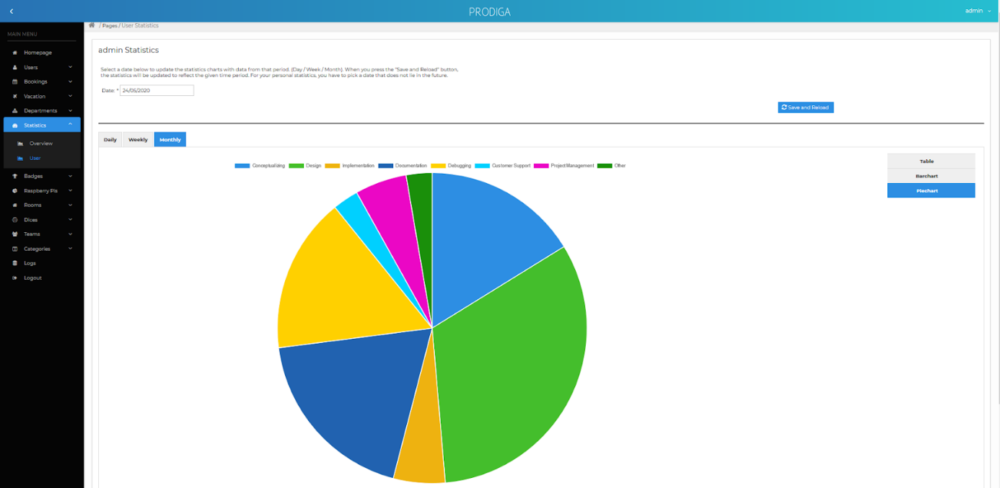 PRODIGA
admin
MAIN MENU
/ Pages / User Statistics
Homepage
Users
Bookings
Vacation
Departments
Statistics
Overview
User
Badges
Raspberry Pis
Rooms
Dices
Teams
Categories
Logs
Logout
admin Statistics
Select a date below to update the statistics charts with data from that period. (Day / Week / Month). When you press the "Save and Reload" button,
the statistics will be updated to reflect the given time period. For your personal statistics, you have to pick a date that does not lie in the future.
Date: * 24/05/2020
Save and Reload
Daily Weekly Monthly
Conceptualizing Design Implementation Documentation Debugging Customer Support Project Management Other
Table
Barchart
Piechart